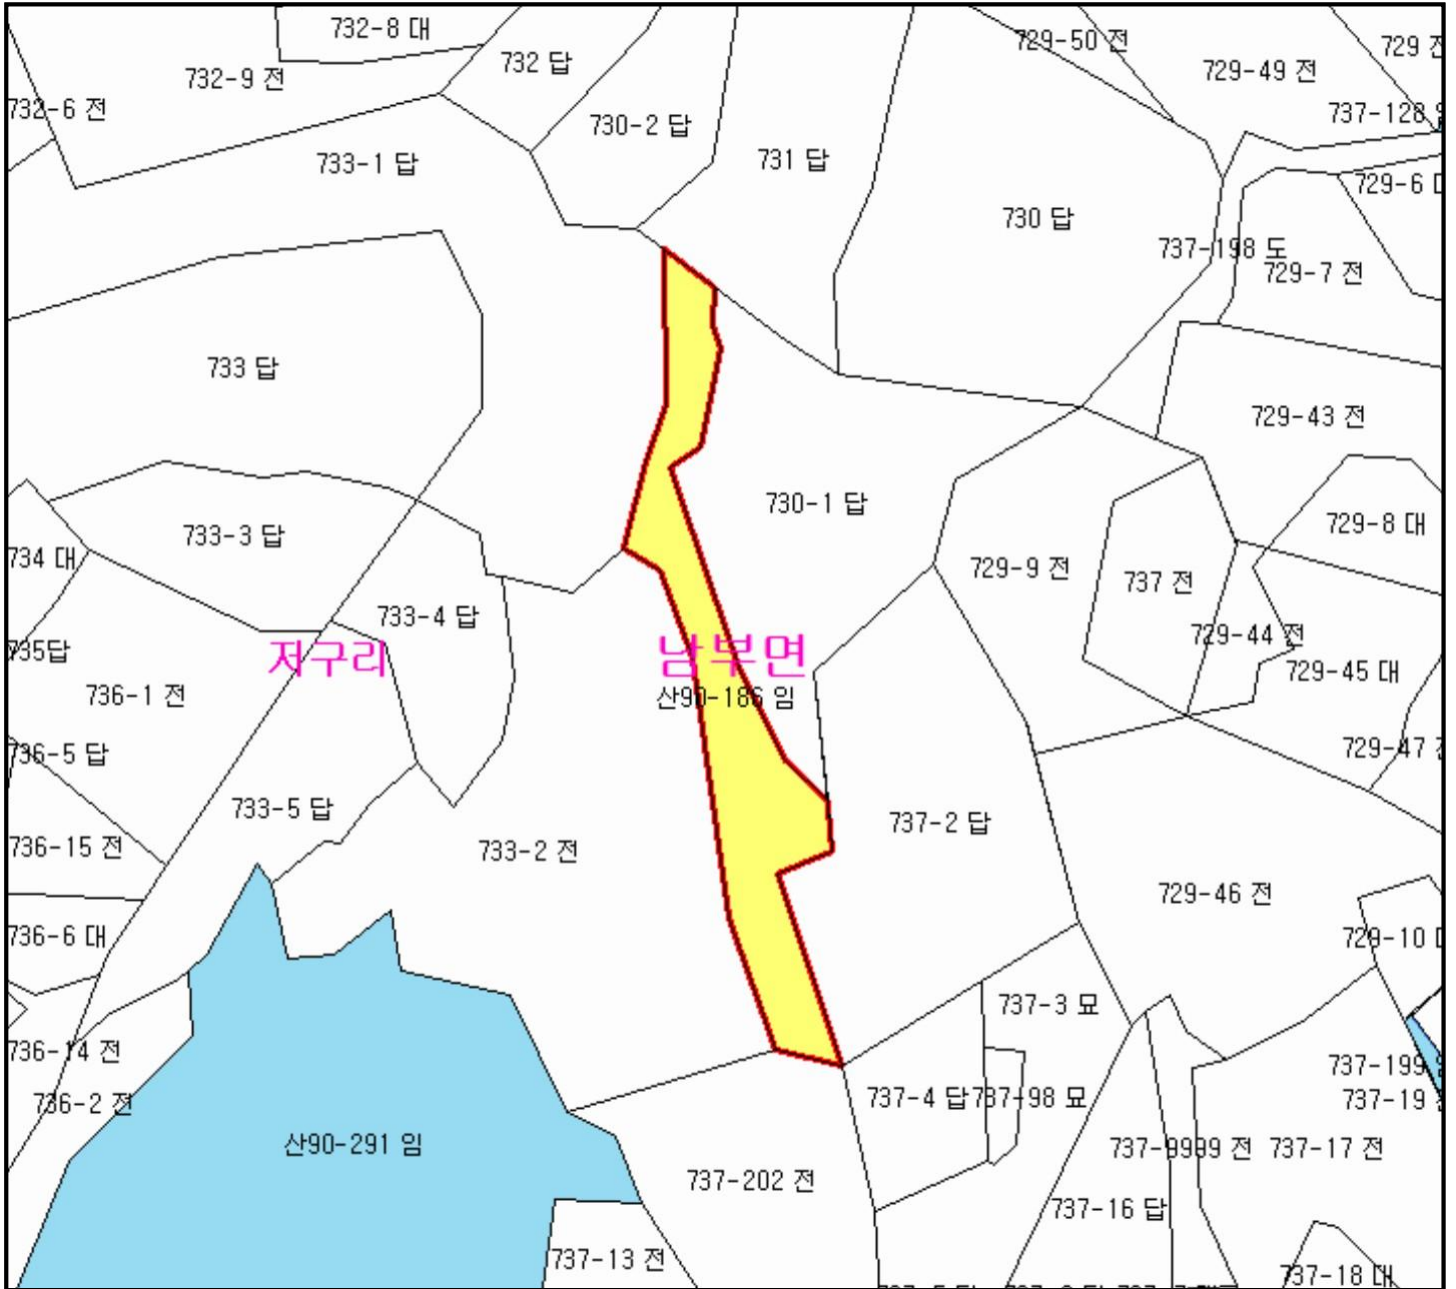 732-8 대
732 답
729-50 전
729-49 전
732-9 전
732-6 전
730-2 답
737-128
733-1 답
731 답
729-6
730 답
737-198 도
729-7 전
733 답
729-43 전
730-1 답
729-8 대
733-3 답
734 대
729-9 전
737 전
733-4 답
729-44 전
735답
저구리
남부면
729-45 대
736-1 전
산90-186 임
736-5 답
729-47
733-5 답
737-2 답
736-15 전
733-2 전
729-46 전
736-6 대
729-10
737-3 묘
736-14 전
737-199
736-2 전
737-4 답
737-98 묘
737-19
산90-291 임
737-9999 전
737-17 전
737-202 전
737-16 답
737-13 전
737-18 대